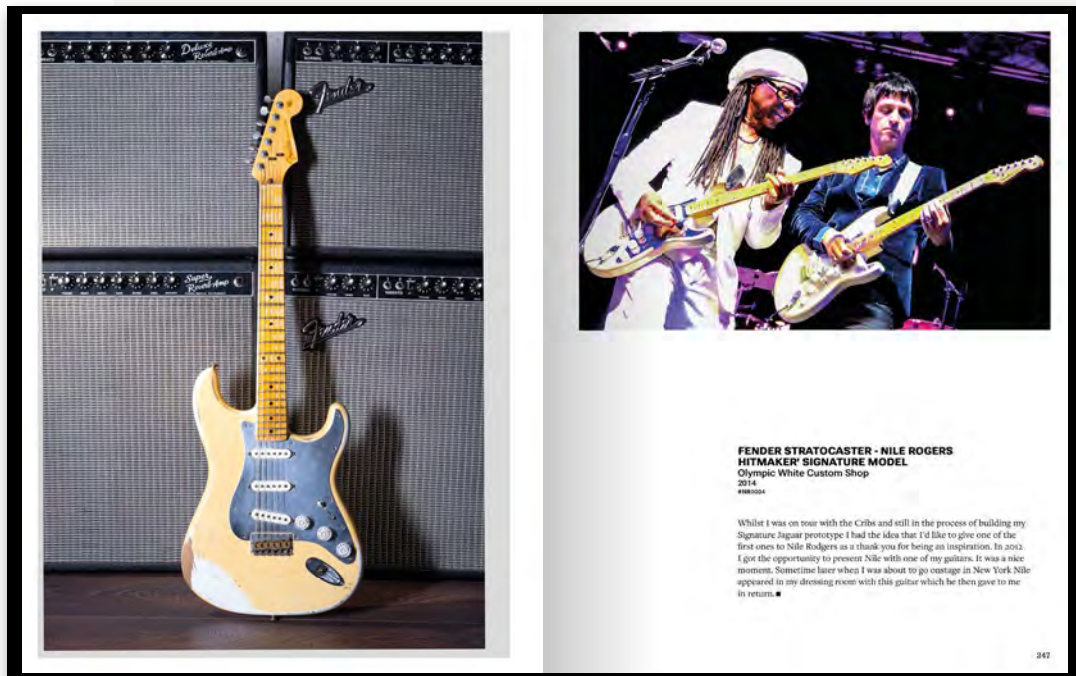 Deluxe
Reverb-Amp
Fender
Super
Reverb-Amp
Fender
FENDER STRATOCASTER - NILE ROGERS
HITMAKER' SIGNATURE MODEL
Olympic White Custom Shop
2014
Whilst I was on tour with the Cribs and still in the process of building my
Signature Jaguar prototype I had the idea that I'd like to give one of the
first ones to Nile Rodgers as a thank you for being an inspiration. In 2012
I got the opportunity to present Nile with one of my guitars. It was a nice
moment. Sometime later when I was about to go onstage in New York Nile
appeared in my dressing room with this guitar which he then gave to me
in return.■
247